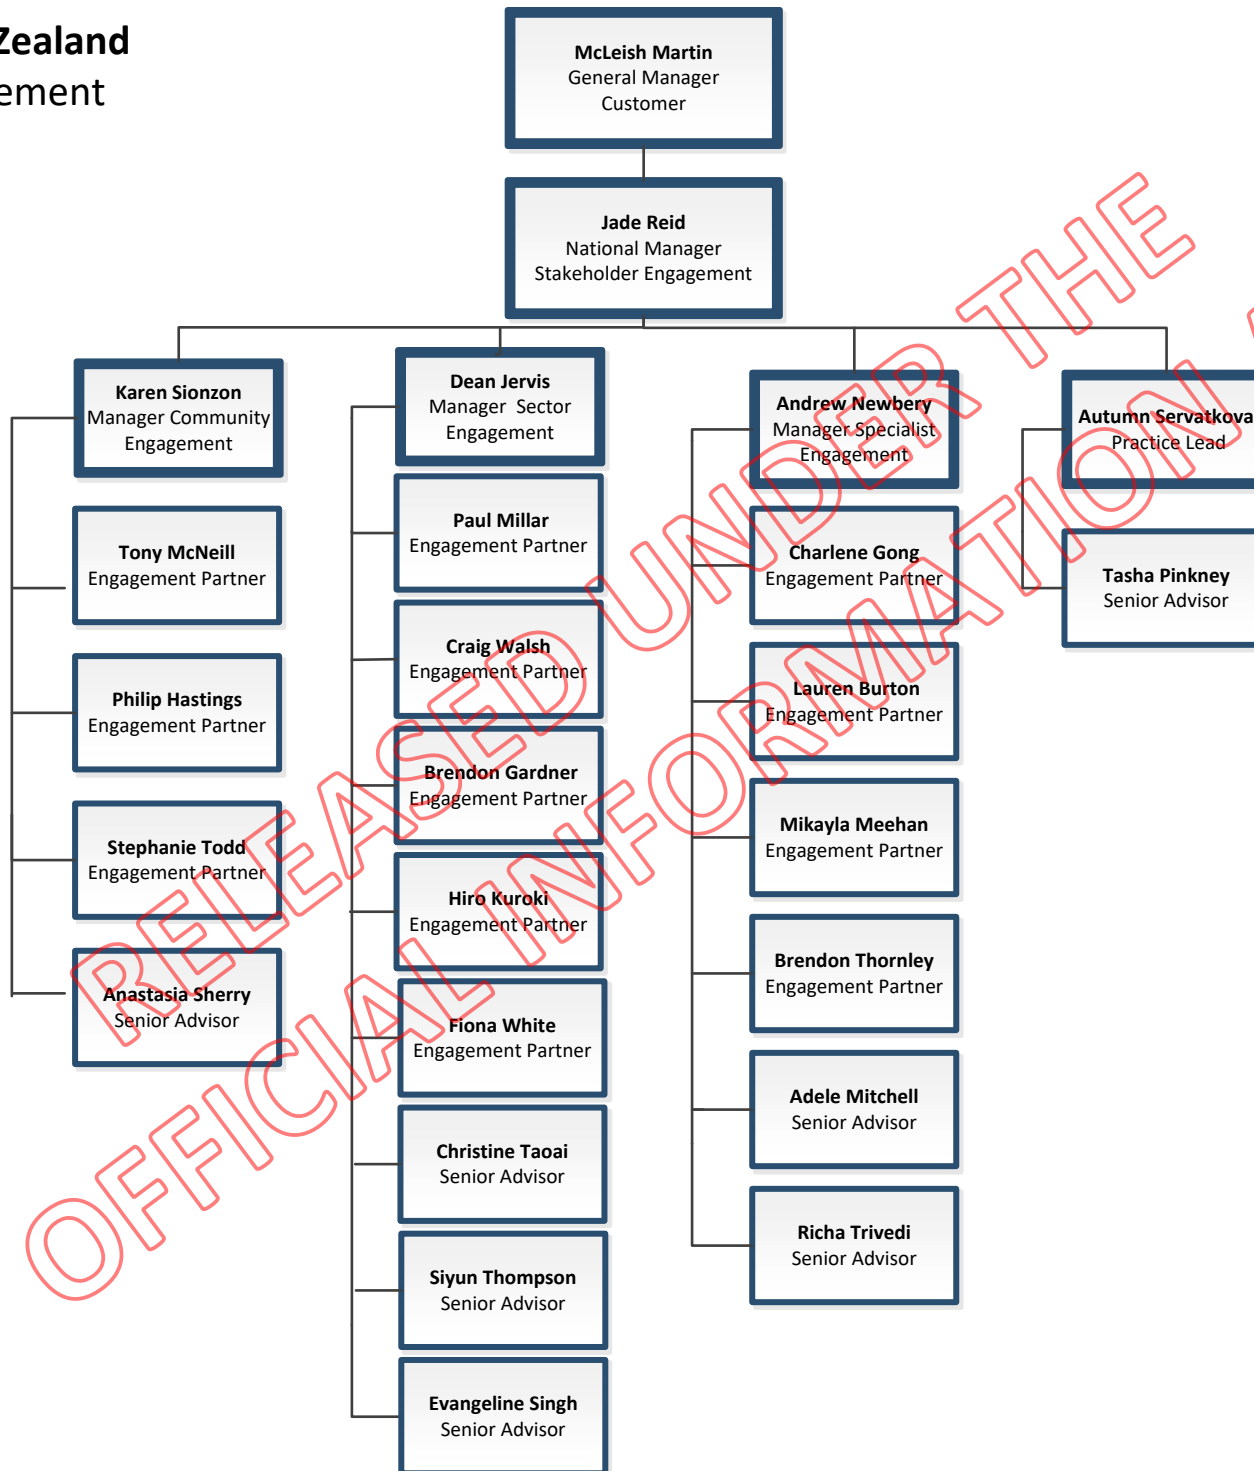 Zealand
ement
McLeish Martin
General Manager
Customer
Jade Reid
National Manager
Stakeholder Engagement
Karen Sionzon
Manager Community
Engagement
Tony McNeill
Engagement Partner
Philip Hastings
Engagement Partner
Stephanie Todd
Engagement Partner
Anastasia Sherry
Senior Advisor
Dean Jervis
Manager Sector
Engagement
Paul Millar
Engagement Partner
Craig Walsh
Engagement Partner
Brendon Gardner
Engagement Partner
Hiro Kuroki
Engagement Partner
Fiona White
Engagement Partner
Christine Taoai
Senior Advisor
Siyun Thompson
Senior Advisor
Evangeline Singh
Senior Advisor
Andrew Newbery
Manager Specialist
Engagement
Charlene Gong
Engagement Partner
Lauren Burton
Engagement Partner
Mikayla Meehan
Engagement Partner
Brendon Thornley
Engagement Partner
Adele Mitchell
Senior Advisor
Richa Trivedi
Senior Advisor
Autumn Servatkova
Practice Lead
Tasha Pinkney
Senior Advisor
RELEASED UNDER THE
OFFICIAL INFORMATION